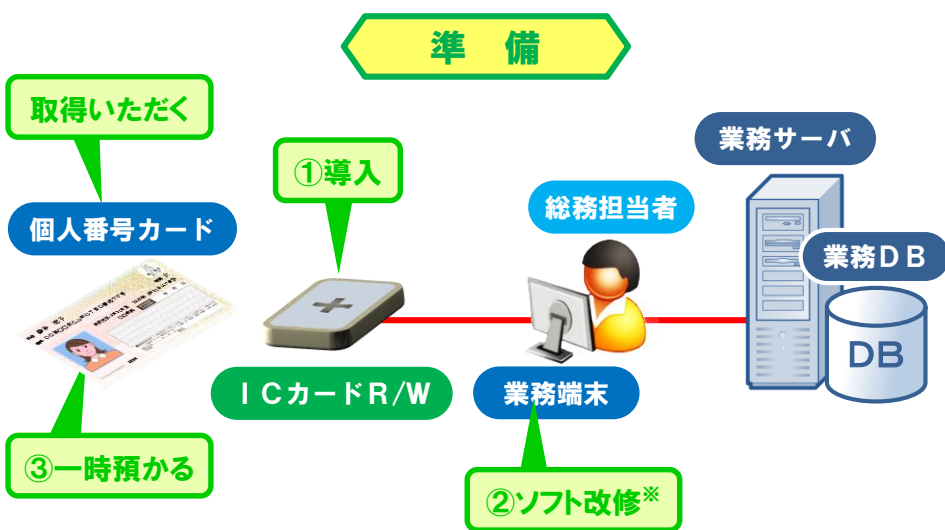 準　備
取得いただく
業務サーバ
①導入
総務担当者
個人番号カード
業務ＤＢ
DB
ＩＣカードＲ/Ｗ
業務端末
③一時預かる
②ソフト改修※